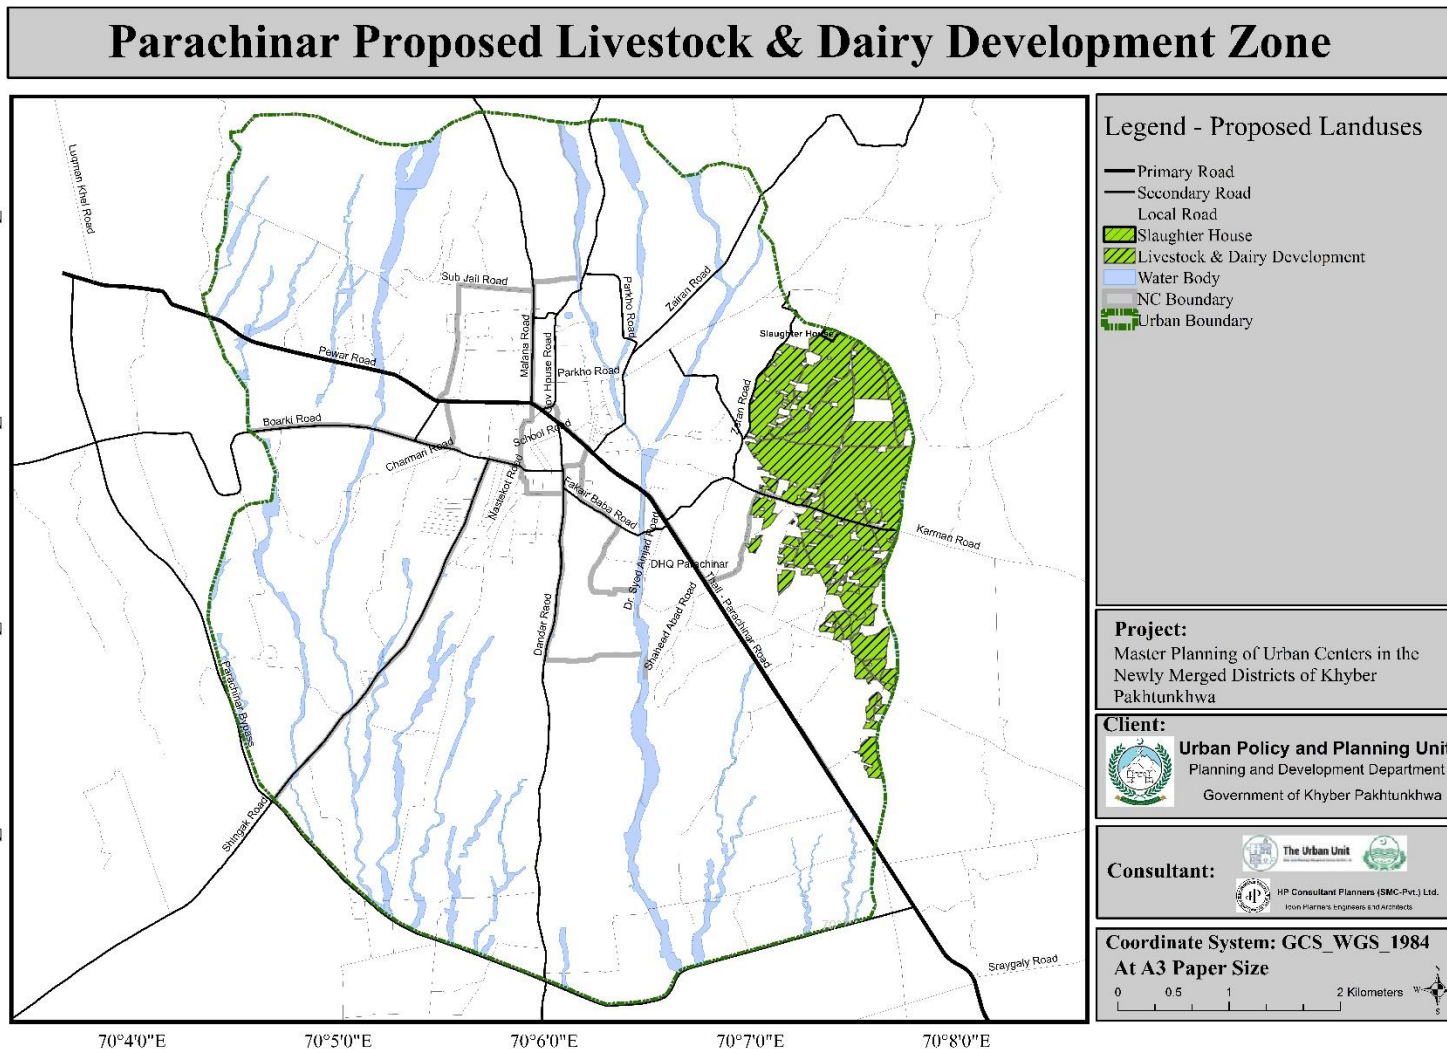 Parachinar Proposed Livestock & Dairy Development Zone
Legend - Proposed Landuses
Primary Road
Secondary Road
Local Road
Slaughter House
Livestock & Dairy Development
Water Body
NC Boundary
Urban Boundary
Luqman Khel Road
Sub Jail Road
Malana Road
Gov House Road
Parkho Road
Parkho Road
Zairan Road
Slaughter House
Zairan Road
Pewar Road
Boarki Road
Charman Road
School Road
Nastekot Road
Fakair Baba Road
Karman Road
DHQ Parachinar
Dr. Syed Amjad Road
Shaheed Abad Road
Thall - Parachinar Road
Dandar Raod
Parachinar Bypass
Shingak Road
Sraygaly Road
70°4'0"E
70°5'0"E
70°6'0"E
70°7'0"E
70°8'0"E
Project:
Master Planning of Urban Centers in the
Newly Merged Districts of Khyber
Pakhtunkhwa
Client:
Urban Policy and Planning Unit
Planning and Development Department
Government of Khyber Pakhtunkhwa
Consultant:
The Urban Unit
HP Consultant Planners (SMC-Pvt.) Ltd.
Icon Planners Engineers and Architects
Coordinate System: GCS_WGS_1984
At A3 Paper Size
0 0.5 1 2 Kilometers
N
W
S